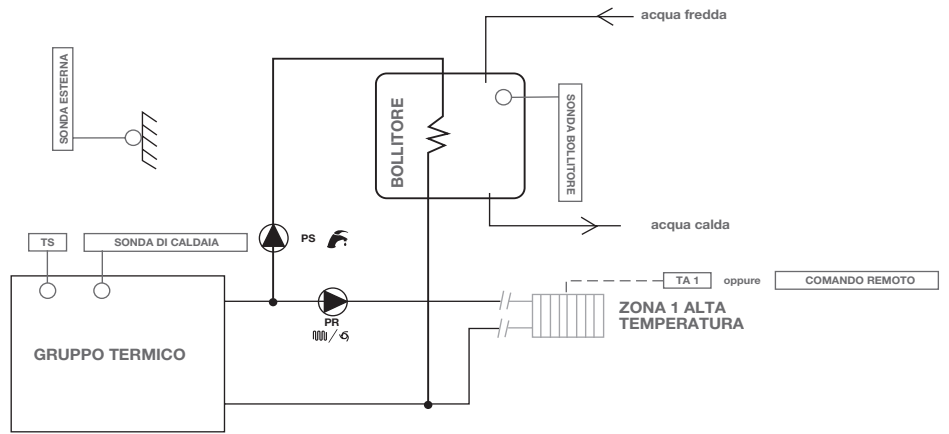 acqua fredda
SONDA ESTERNA
BOLLITORE
SONDA BOLLITORE
acqua calda
TS
SONDA DI CALDAIA
PS
TA 1
oppure
COMANDO REMOTO
PR
ZONA 1 ALTA
TEMPERATURA
GRUPPO TERMICO